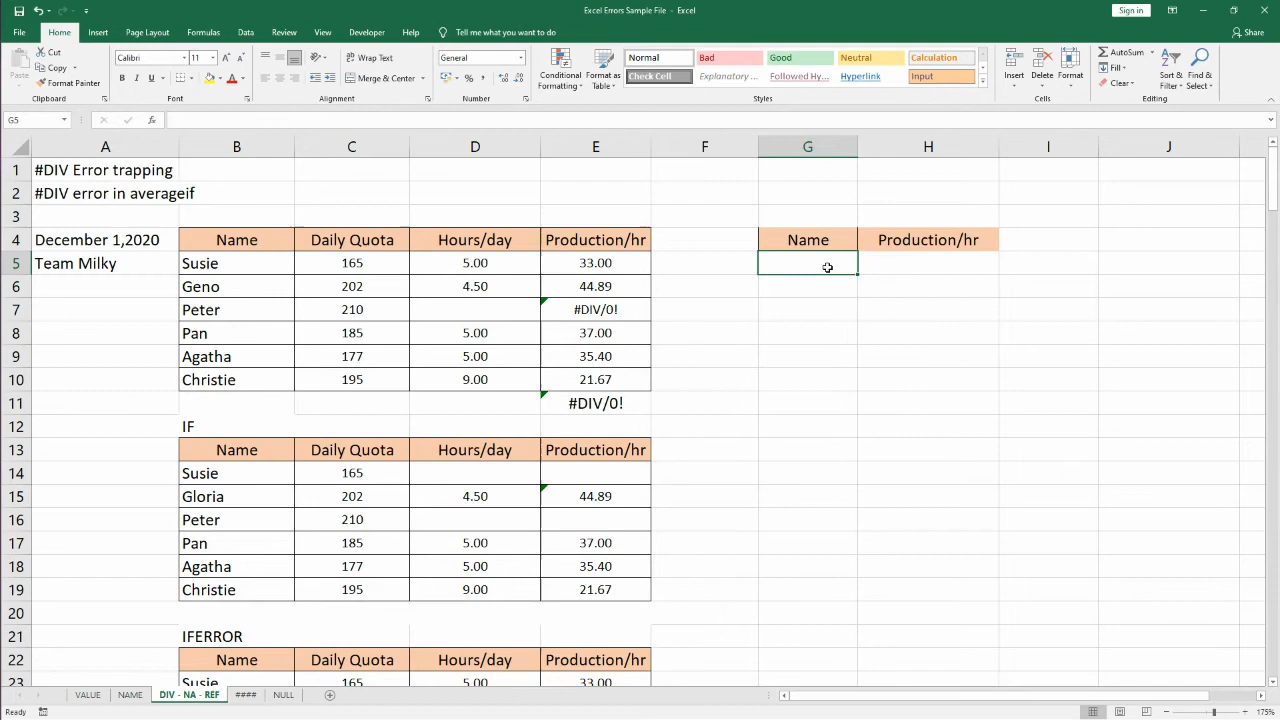 Excel Errors Sample File - Excel
Sign in
File Home Insert Page Layout Formulas Data Review View Developer Help Tell me what you want to do Share
Paste Cut Copy Format Painter
Clipboard
Calibri 11
B I U A
Font
Wrap Text
Merge & Center
Alignment
General
% ,
Number
Conditional Formatting
Format as Table
Normal Bad Good Neutral Calculation
Check Cell Explanatory ... Followed Hy... Hyperlink Input
Styles
Insert Delete Format
Cells
AutoSum Fill Clear
Sort & Filter
Find & Select
Editing
G5 fx
A B C D E F G H I J
1 #DIV Error trapping
2 #DIV error in averageif
3
4 December 1,2020 Name Daily Quota Hours/day Production/hr Name Production/hr
5 Team Milky Susie 165 5.00 33.00
6 Geno 202 4.50 44.89
7 Peter 210 #DIV/0!
8 Pan 185 5.00 37.00
9 Agatha 177 5.00 35.40
10 Christie 195 9.00 21.67
11 #DIV/0!
12 IF
13 Name Daily Quota Hours/day Production/hr
14 Susie 165
15 Gloria 202 4.50 44.89
16 Peter 210
17 Pan 185 5.00 37.00
18 Agatha 177 5.00 35.40
19 Christie 195 9.00 21.67
20
21 IFERROR
22 Name Daily Quota Hours/day Production/hr
23 Susie 165 5.00 33.00
VALUE NAME DIV - NA - REF #### NULL
Ready 175%